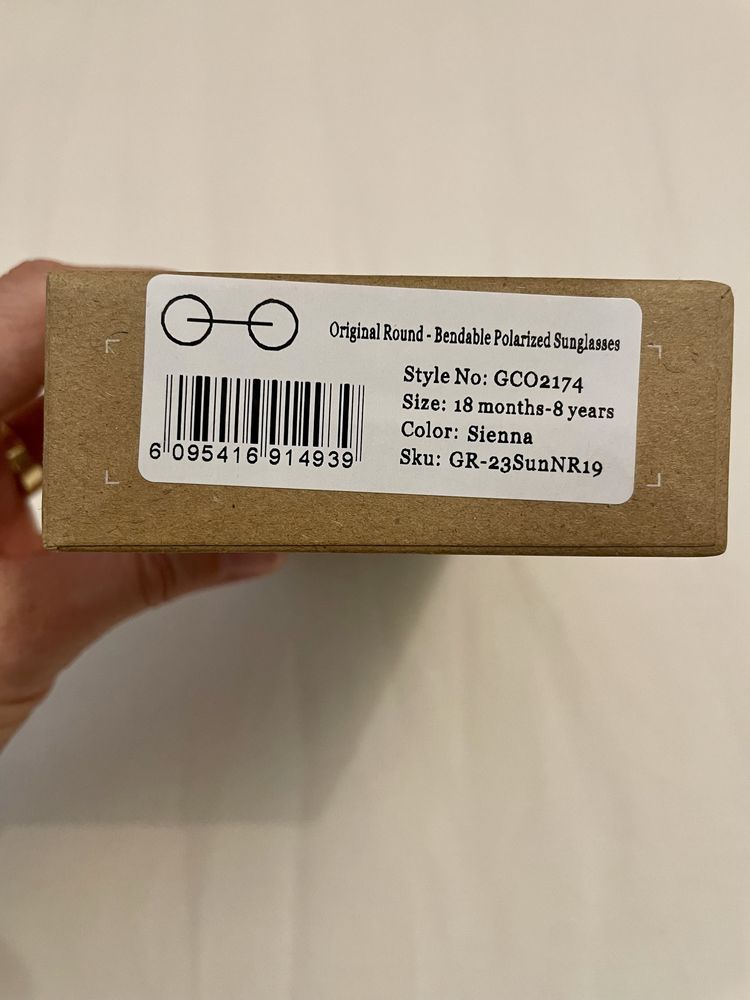 Original Round - Bendable Polarized Sunglasses
Style No: GCO2174
Size: 18 months-8 years
Color: Sienna
Sku: GR-23SunNR19
6 095416 914939